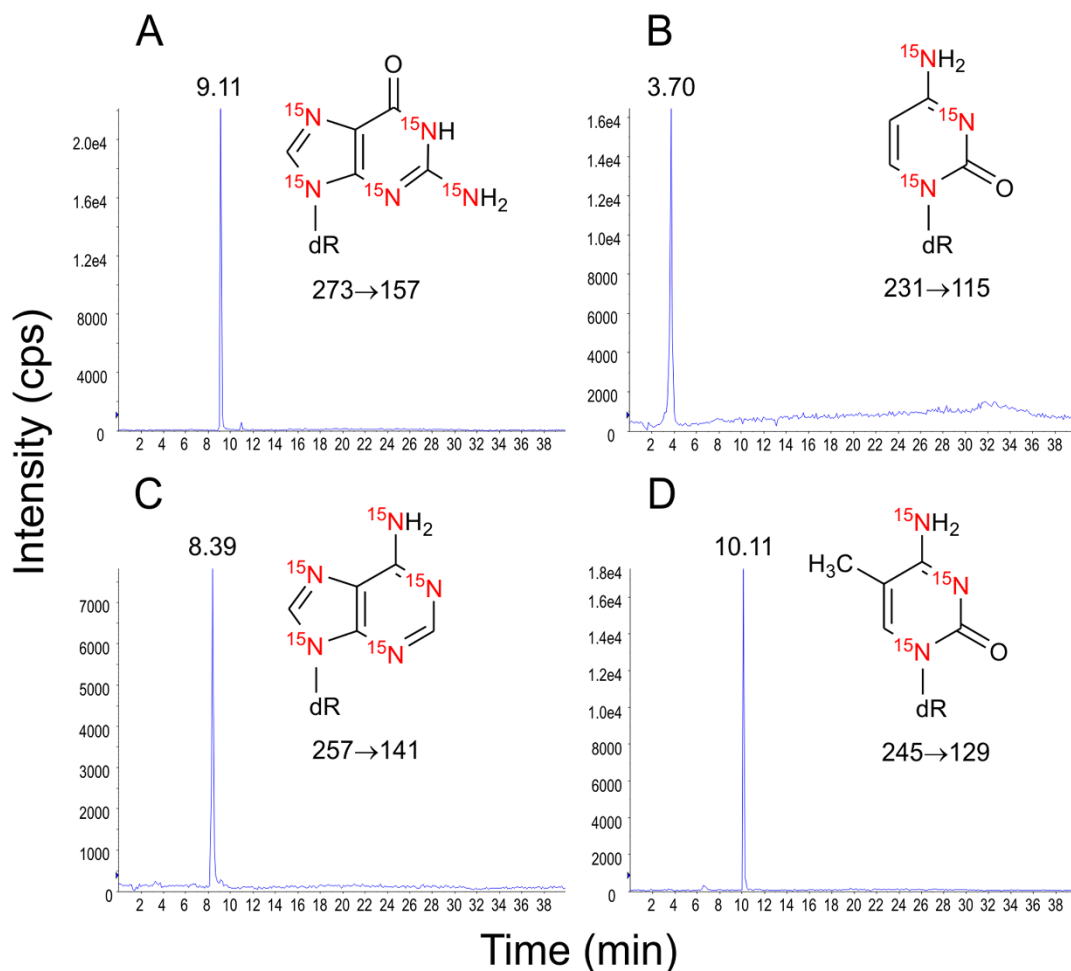 A
9.11
O
15N
15NH
15N
15N
15NH2
dR
273→157
2.0e4
1.6e4
1.2e4
8000
4000
0
2 4 6 8 10 12 14 16 18 20 22 24 26 28 30 32 34 36 38
B
3.70
15NH2
15N
15N
O
dR
231→115
1.6e4
1.4e4
1.2e4
1.0e4
8000
6000
4000
2000
0
2 4 6 8 10 12 14 16 18 20 22 24 26 28 30 32 34 36 38
Intensity (cps)
C
8.39
15NH2
15N
15N
15N
15N
dR
257→141
7000
6000
5000
4000
3000
2000
1000
0
2 4 6 8 10 12 14 16 18 20 22 24 26 28 30 32 34 36 38
D
10.11
15NH2
H3C
15N
15N
O
dR
245→129
1.8e4
1.6e4
1.4e4
1.2e4
1.0e4
8000
6000
4000
2000
0
2 4 6 8 10 12 14 16 18 20 22 24 26 28 30 32 34 36 38
Time (min)